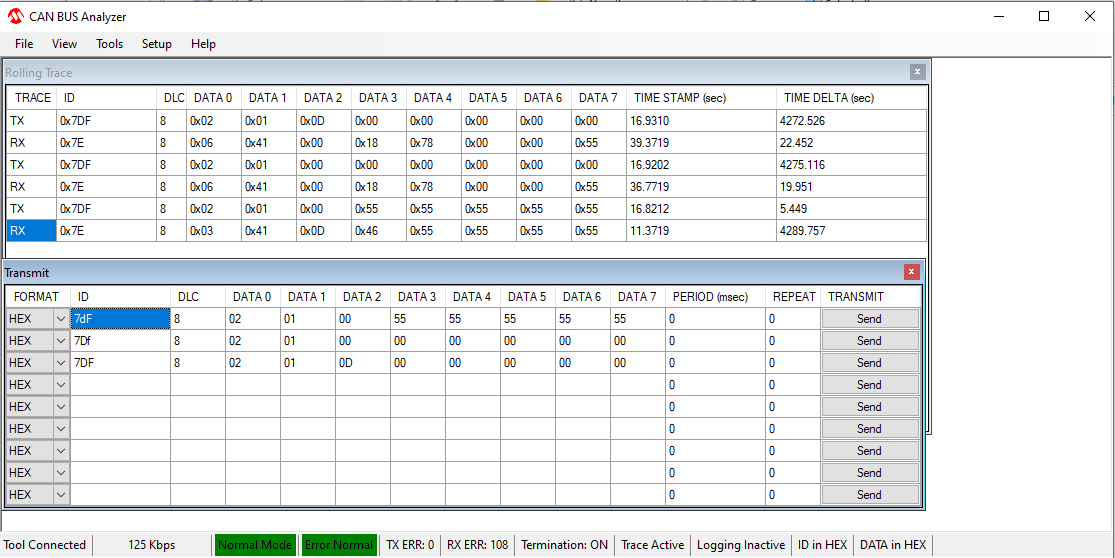 CAN BUS Analyzer
File View Tools Setup Help
Rolling Trace
TRACE ID DLC DATA 0 DATA 1 DATA 2 DATA 3 DATA 4 DATA 5 DATA 6 DATA 7 TIME STAMP (sec) TIME DELTA (sec)
TX 0x7DF 8 0x02 0x01 0x0D 0x00 0x00 0x00 0x00 0x00 16.9310 4272.526
RX 0x7E 8 0x06 0x41 0x00 0x18 0x78 0x00 0x00 0x55 39.3719 22.452
TX 0x7DF 8 0x02 0x01 0x00 0x00 0x00 0x00 0x00 0x00 16.9202 4275.116
RX 0x7E 8 0x06 0x41 0x00 0x18 0x78 0x00 0x00 0x55 36.7719 19.951
TX 0x7DF 8 0x02 0x01 0x00 0x55 0x55 0x55 0x55 0x55 16.8212 5.449
RX 0x7E 8 0x03 0x41 0x0D 0x46 0x55 0x55 0x55 0x55 11.3719 4289.757
Transmit
FORMAT ID DLC DATA 0 DATA 1 DATA 2 DATA 3 DATA 4 DATA 5 DATA 6 DATA 7 PERIOD (msec) REPEAT TRANSMIT
HEX 7dF 8 02 01 00 55 55 55 55 55 0 0 Send
HEX 7Df 8 02 01 00 00 00 00 00 00 0 0 Send
HEX 7DF 8 02 01 0D 00 00 00 00 00 0 0 Send
HEX 0 0 Send
HEX 0 0 Send
HEX 0 0 Send
HEX 0 0 Send
HEX 0 0 Send
HEX 0 0 Send
Tool Connected 125 Kbps Normal Mode Error Normal TX ERR: 0 RX ERR: 108 Termination: ON Trace Active Logging Inactive ID in HEX DATA in HEX